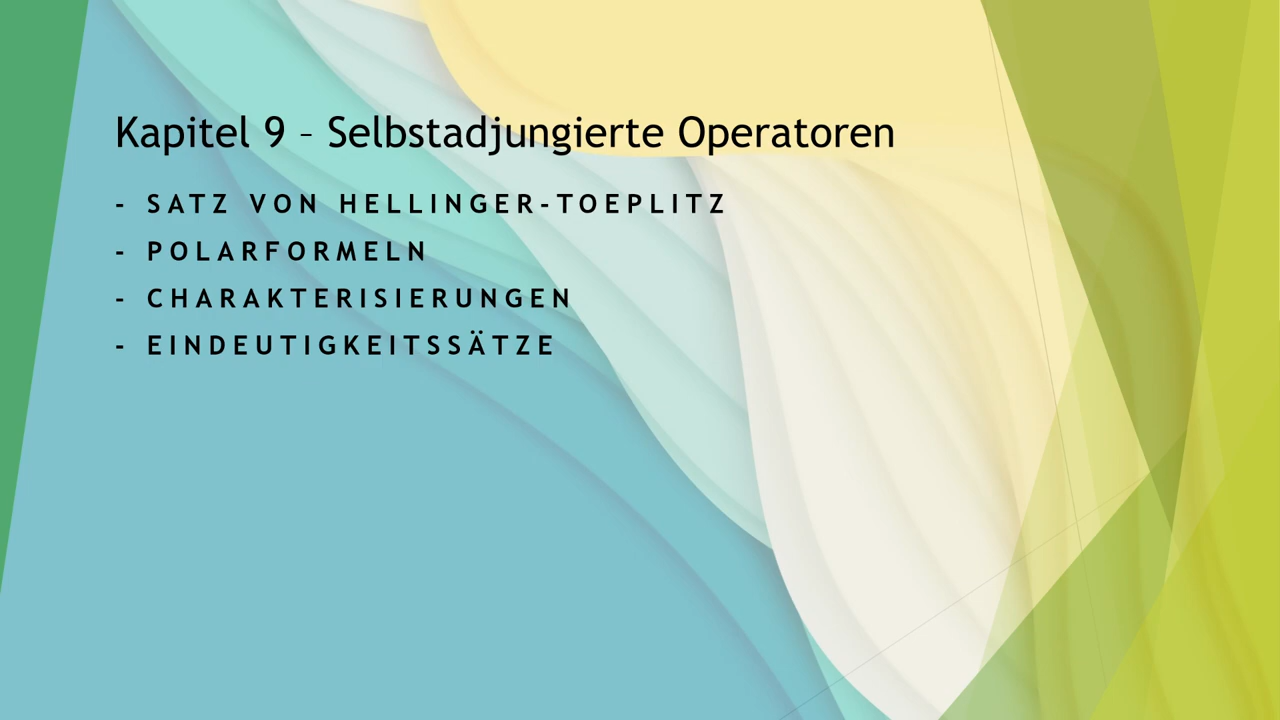 Kapitel 9 – Selbstadjungierte Operatoren
- SATZ VON HELLINGER-TOEPLITZ
- POLARFORMELN
- CHARAKTERISIERUNGEN
- EINDEUTIGKEITSSÄTZE